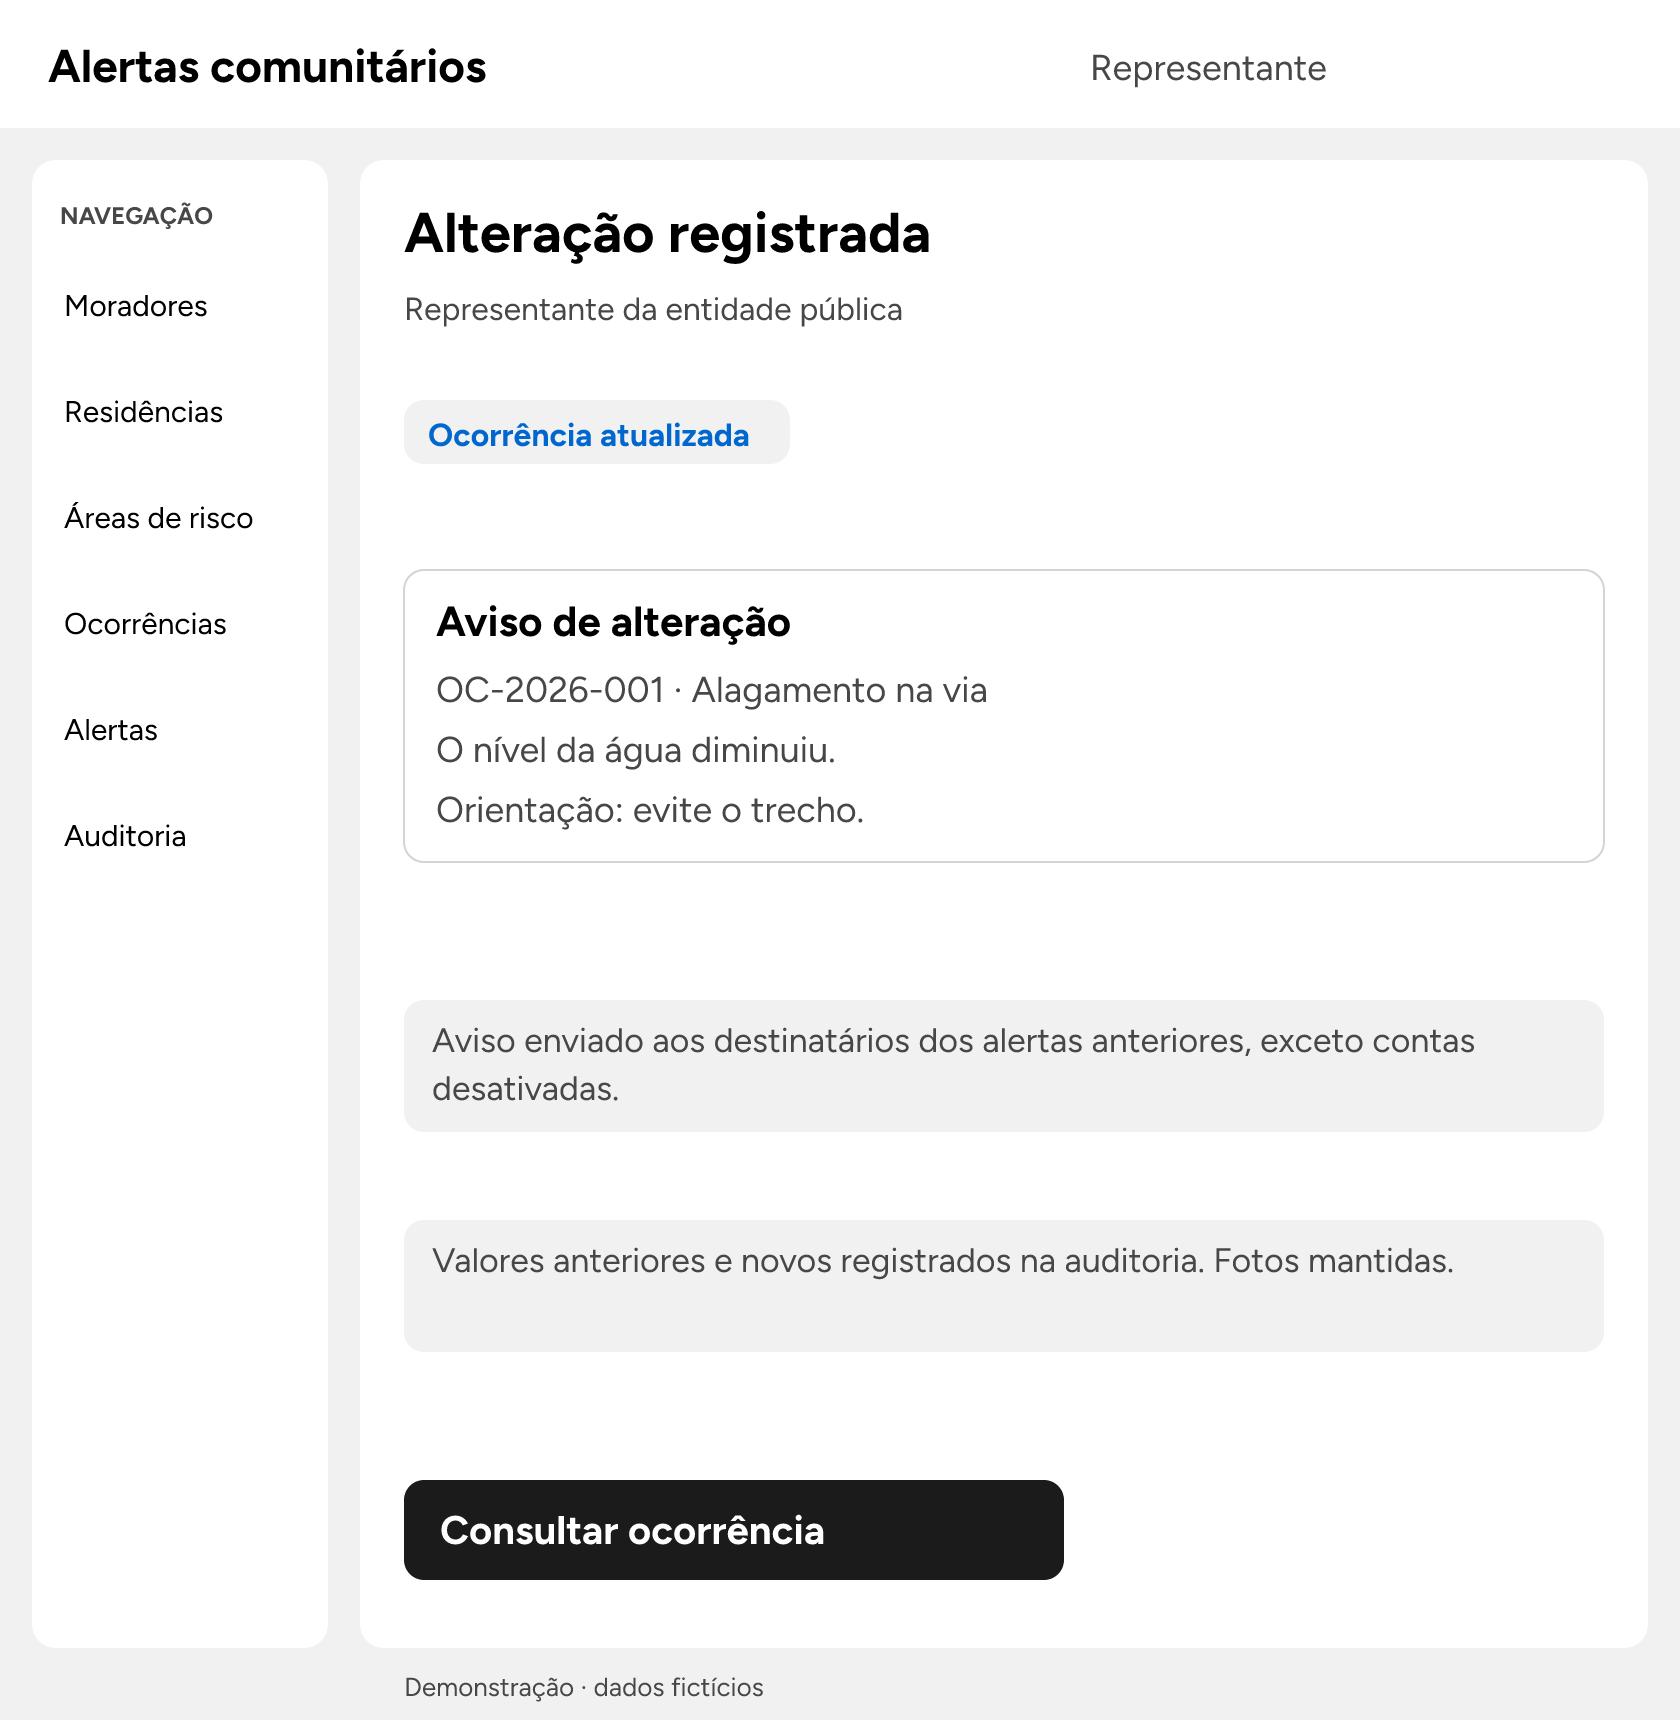 Alertas comunitários
Representante
NAVEGAÇÃO
Moradores
Residências
Áreas de risco
Ocorrências
Alertas
Auditoria
Alteração registrada
Representante da entidade pública
Ocorrência atualizada
Aviso de alteração
OC-2026-001 · Alagamento na via
O nível da água diminuiu.
Orientação: evite o trecho.
Aviso enviado aos destinatários dos alertas anteriores, exceto contas
desativadas.
Valores anteriores e novos registrados na auditoria. Fotos mantidas.
Consultar ocorrência
Demonstração · dados fictícios